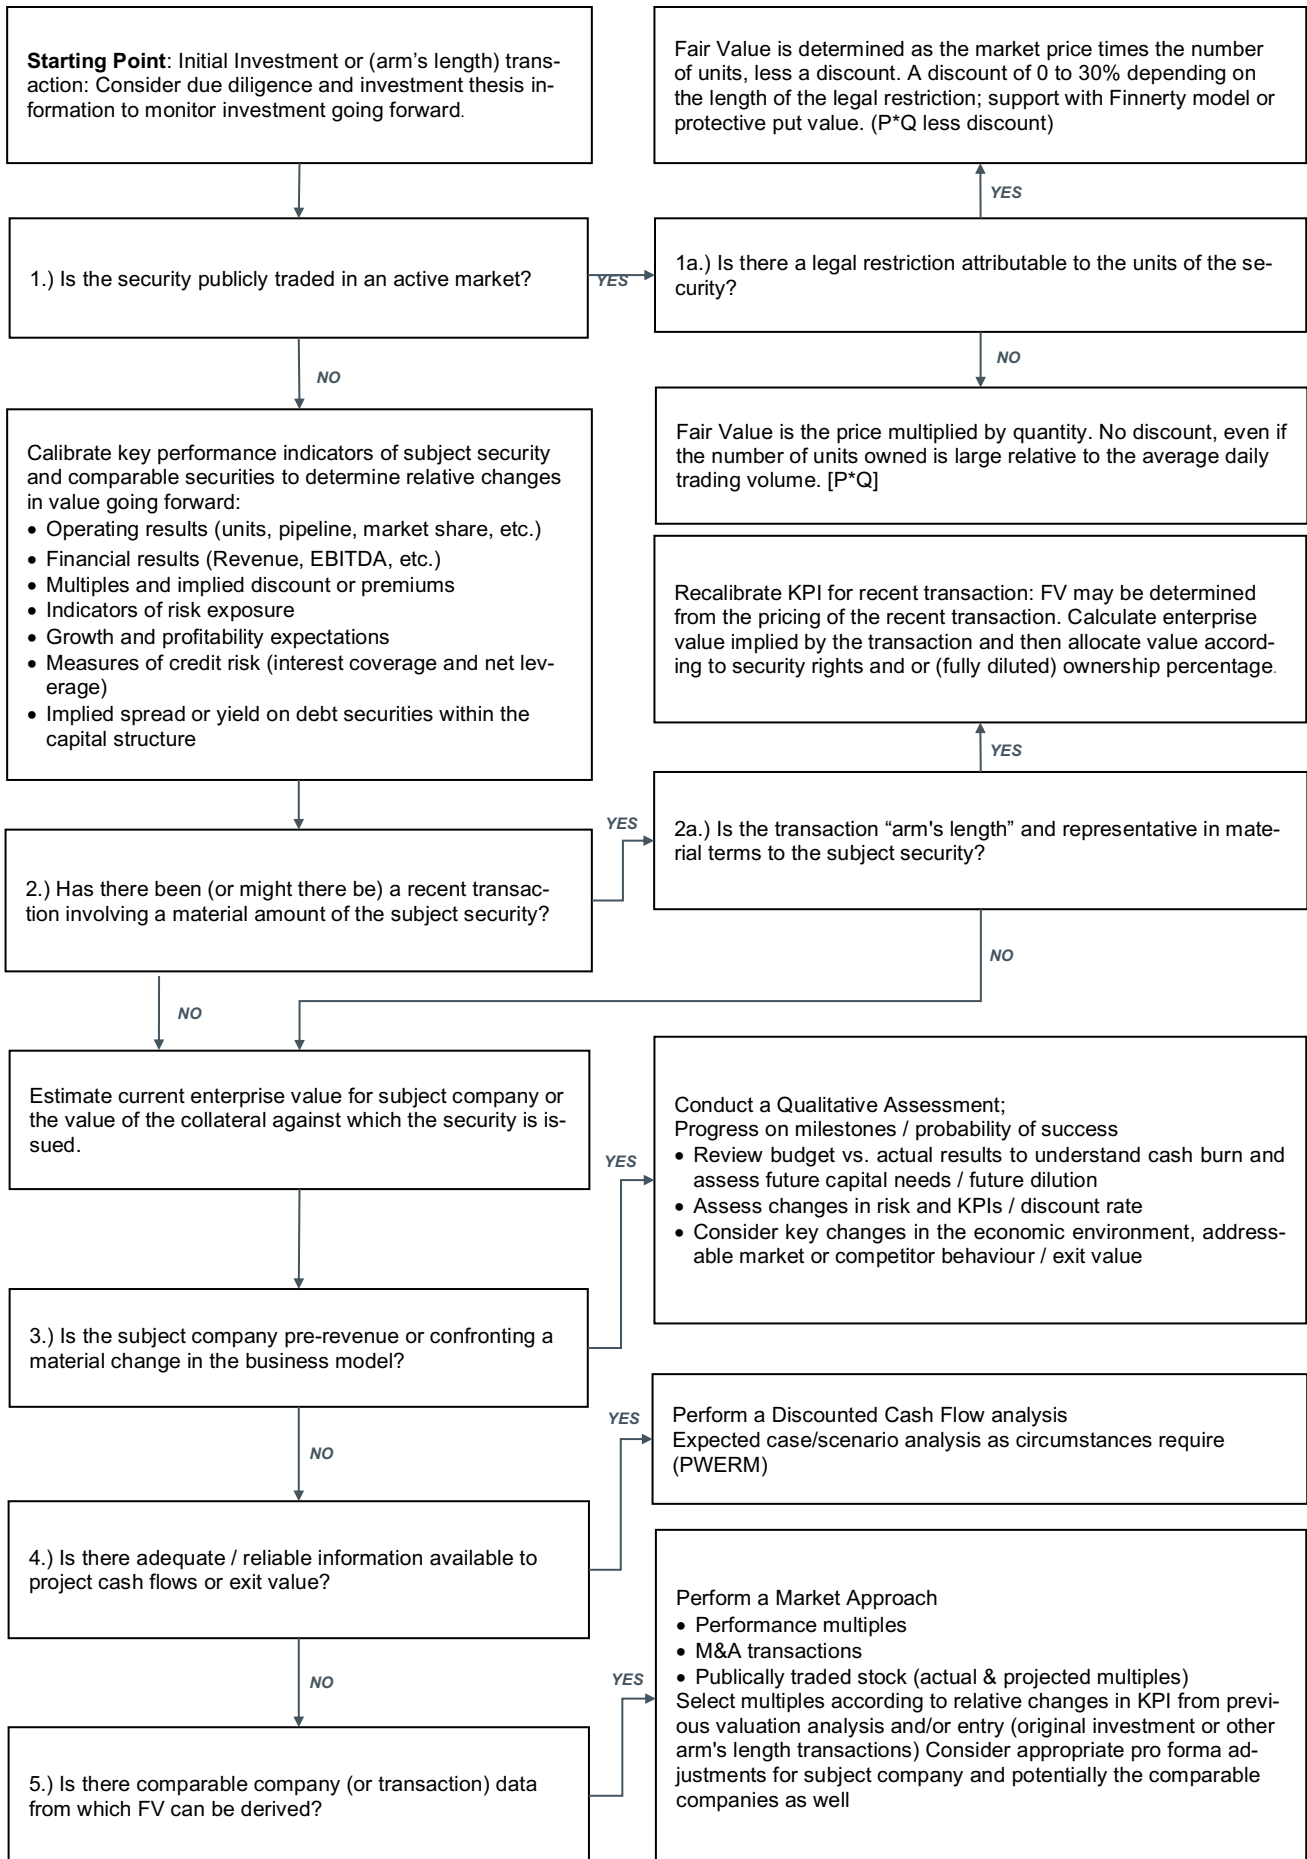 Starting Point: Initial Investment or (arm's length) trans-
action: Consider due diligence and investment thesis in-
formation to monitor investment going forward.
Fair Value is determined as the market price times the number
of units, less a discount. A discount of 0 to 30% depending on
the length of the legal restriction; support with Finnerty model or
protective put value. (P*Q less discount)
YES
1.) Is the security publicly traded in an active market?
YES
1a.) Is there a legal restriction attributable to the units of the se-
curity?
NO
NO
Fair Value is the price multiplied by quantity. No discount, even if
the number of units owned is large relative to the average daily
trading volume. [P*Q]
Calibrate key performance indicators of subject security
and comparable securities to determine relative changes
in value going forward:
• Operating results (units, pipeline, market share, etc.)
• Financial results (Revenue, EBITDA, etc.)
• Multiples and implied discount or premiums
• Indicators of risk exposure
• Growth and profitability expectations
• Measures of credit risk (interest coverage and net lev-
erage)
• Implied spread or yield on debt securities within the
capital structure
Recalibrate KPI for recent transaction: FV may be determined
from the pricing of the recent transaction. Calculate enterprise
value implied by the transaction and then allocate value accord-
ing to security rights and or (fully diluted) ownership percentage.
YES
2.) Has there been (or might there be) a recent transac-
tion involving a material amount of the subject security?
YES
2a.) Is the transaction “arm's length” and representative in mate-
rial terms to the subject security?
NO
NO
Estimate current enterprise value for subject company or
the value of the collateral against which the security is is-
sued.
YES
Conduct a Qualitative Assessment;
Progress on milestones / probability of success
• Review budget vs. actual results to understand cash burn and
assess future capital needs / future dilution
• Assess changes in risk and KPIs / discount rate
• Consider key changes in the economic environment, address-
able market or competitor behaviour / exit value
3.) Is the subject company pre-revenue or confronting a
material change in the business model?
NO
YES
Perform a Discounted Cash Flow analysis
Expected case/scenario analysis as circumstances require
(PWERM)
4.) Is there adequate / reliable information available to
project cash flows or exit value?
NO
YES
Perform a Market Approach
• Performance multiples
• M&A transactions
• Publically traded stock (actual & projected multiples)
Select multiples according to relative changes in KPI from previ-
ous valuation analysis and/or entry (original investment or other
arm's length transactions) Consider appropriate pro forma ad-
justments for subject company and potentially the comparable
companies as well
5.) Is there comparable company (or transaction) data
from which FV can be derived?